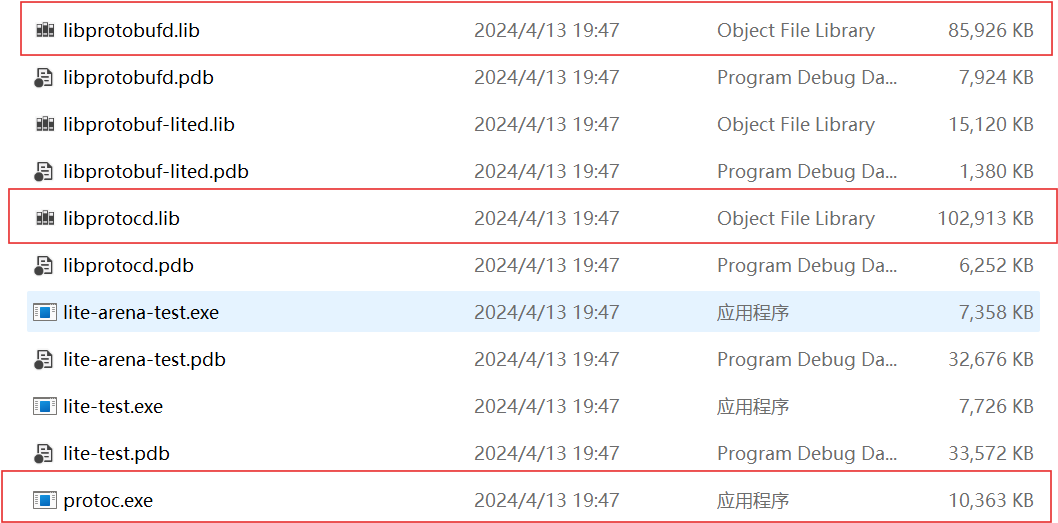 libprotobufd.lib 2024/4/13 19:47 Object File Library 85,926 KB
libprotobufd.pdb 2024/4/13 19:47 Program Debug Da... 7,924 KB
libprotobuf-lited.lib 2024/4/13 19:47 Object File Library 15,120 KB
libprotobuf-lited.pdb 2024/4/13 19:47 Program Debug Da... 1,380 KB
libprotocd.lib 2024/4/13 19:47 Object File Library 102,913 KB
libprotocd.pdb 2024/4/13 19:47 Program Debug Da... 6,252 KB
lite-arena-test.exe 2024/4/13 19:47 应用程序 7,358 KB
lite-arena-test.pdb 2024/4/13 19:47 Program Debug Da... 32,676 KB
lite-test.exe 2024/4/13 19:47 应用程序 7,726 KB
lite-test.pdb 2024/4/13 19:47 Program Debug Da... 33,572 KB
protoc.exe 2024/4/13 19:47 应用程序 10,363 KB